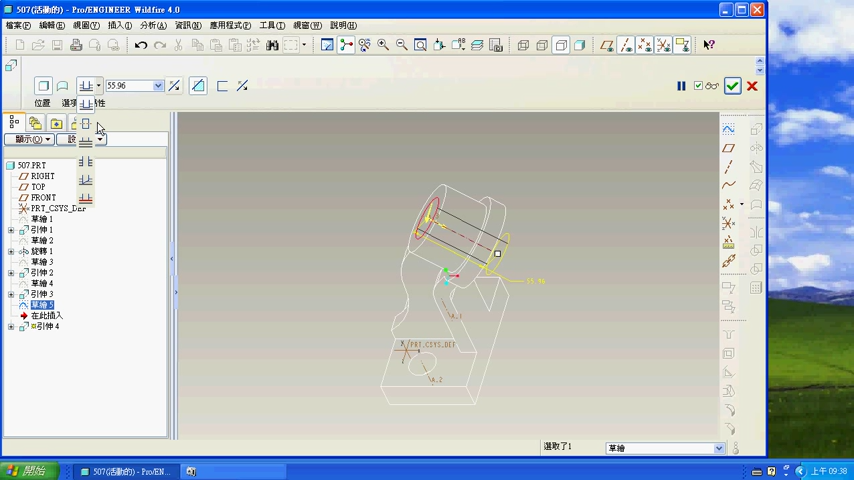 507(活動的) - Pro/ENGINEER Wildfire 4.0
檔案(F) 編輯(E) 視圖(V) 插入(I) 分析(A) 資訊(N) 應用程式(P) 工具(T) 視窗(W) 說明(H)
55.96
位置 選項 性
顯示(O)
507.PRT
RIGHT
TOP
FRONT
PRT_CSYS_DEF
草繪 1
引伸 1
草繪 2
旋轉 1
草繪 3
引伸 2
草繪 4
引伸 3
草繪 5
在此插入
引伸 4
55.96
A_1
PRT_CSYS_DEF
A_2
選取了1
草繪
開始
507(活動的) - Pro/EN...
上午 09:38